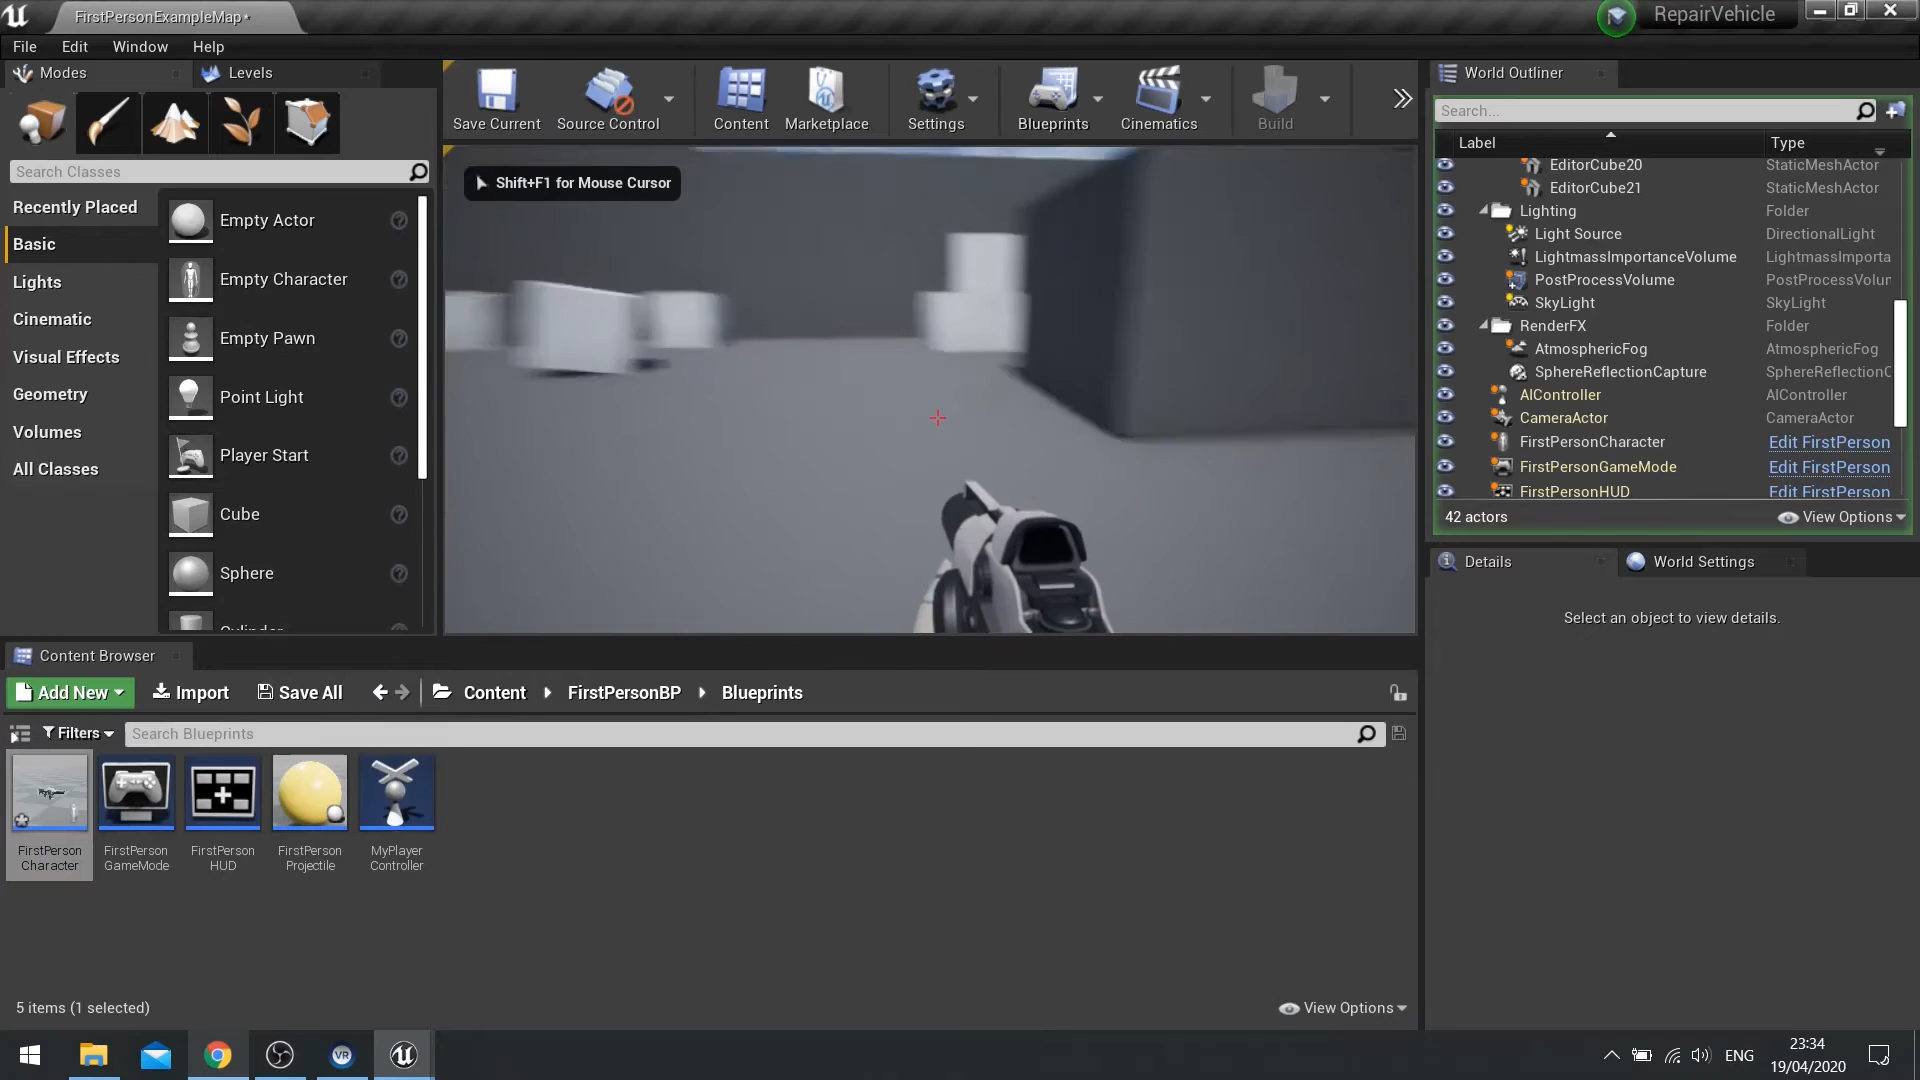 FirstPersonExampleMap*
RepairVehicle
File Edit Window Help
Modes
Levels
Save Current
Source Control
Content
Marketplace
Settings
Blueprints
Cinematics
Build
World Outliner
Search...
Label
Type
Search Classes
Recently Placed
Basic
Lights
Cinematic
Visual Effects
Geometry
Volumes
All Classes
Empty Actor
Empty Character
Empty Pawn
Point Light
Player Start
Cube
Sphere
Cylinder
Shift+F1 for Mouse Cursor
EditorCube20 StaticMeshActor
EditorCube21 StaticMeshActor
Lighting Folder
Light Source DirectionalLight
LightmassImportanceVolume LightmassImporta
PostProcessVolume PostProcessVolun
SkyLight SkyLight
RenderFX Folder
AtmosphericFog AtmosphericFog
SphereReflectionCapture SphereReflectionC
AIController AIController
CameraActor CameraActor
FirstPersonCharacter Edit FirstPerson
FirstPersonGameMode Edit FirstPerson
FirstPersonHUD Edit FirstPerson
42 actors
View Options
Details
World Settings
Select an object to view details.
Content Browser
Add New
Import
Save All
Content
FirstPersonBP
Blueprints
Filters
Search Blueprints
FirstPerson
Character
FirstPerson
GameMode
FirstPerson
HUD
FirstPerson
Projectile
MyPlayer
Controller
5 items (1 selected)
View Options
VR
ENG
23:34
19/04/2020